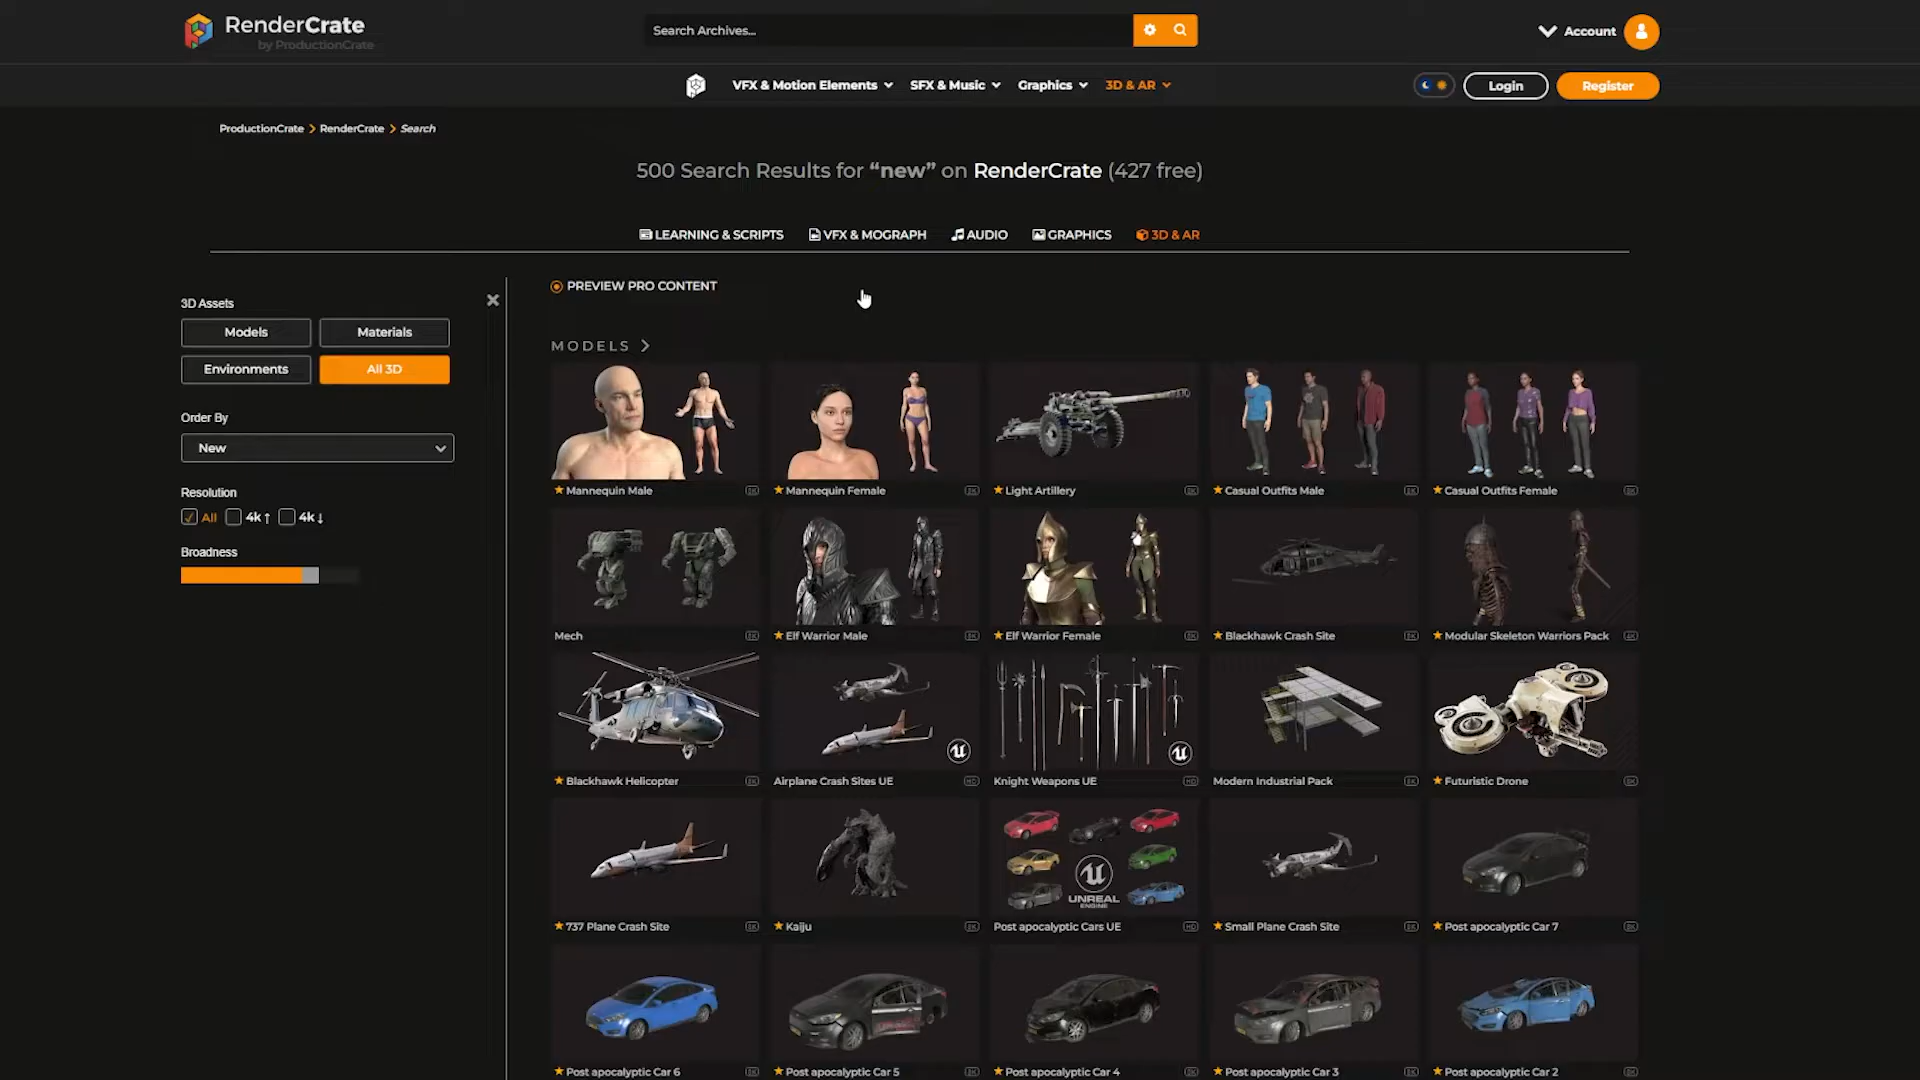 RenderCrate
by ProductionCrate
Search Archives...
Account
VFX & Motion Elements
SFX & Music
Graphics
3D & AR
Login
Register
ProductionCrate
RenderCrate
Search
500 Search Results for “new” on RenderCrate (427 free)
LEARNING & SCRIPTS
VFX & MOGRAPH
AUDIO
GRAPHICS
3D & AR
3D Assets
Models
Materials
Environments
All 3D
Order By
New
Resolution
All
4k↑
4k↓
Broadness
PREVIEW PRO CONTENT
MODELS
Mannequin Male
Mannequin Female
Light Artillery
Casual Outfits Male
Casual Outfits Female
Mech
Elf Warrior Male
Elf Warrior Female
Blackhawk Crash Site
Modular Skeleton Warriors Pack
Blackhawk Helicopter
Airplane Crash Sites UE
Knight Weapons UE
Modern Industrial Pack
Futuristic Drone
UNREAL
ENGINE
737 Plane Crash Site
Kaiju
Post apocalyptic Cars UE
Small Plane Crash Site
Post apocalyptic Car 7
Post apocalyptic Car 6
Post apocalyptic Car 5
Post apocalyptic Car 4
Post apocalyptic Car 3
Post apocalyptic Car 2